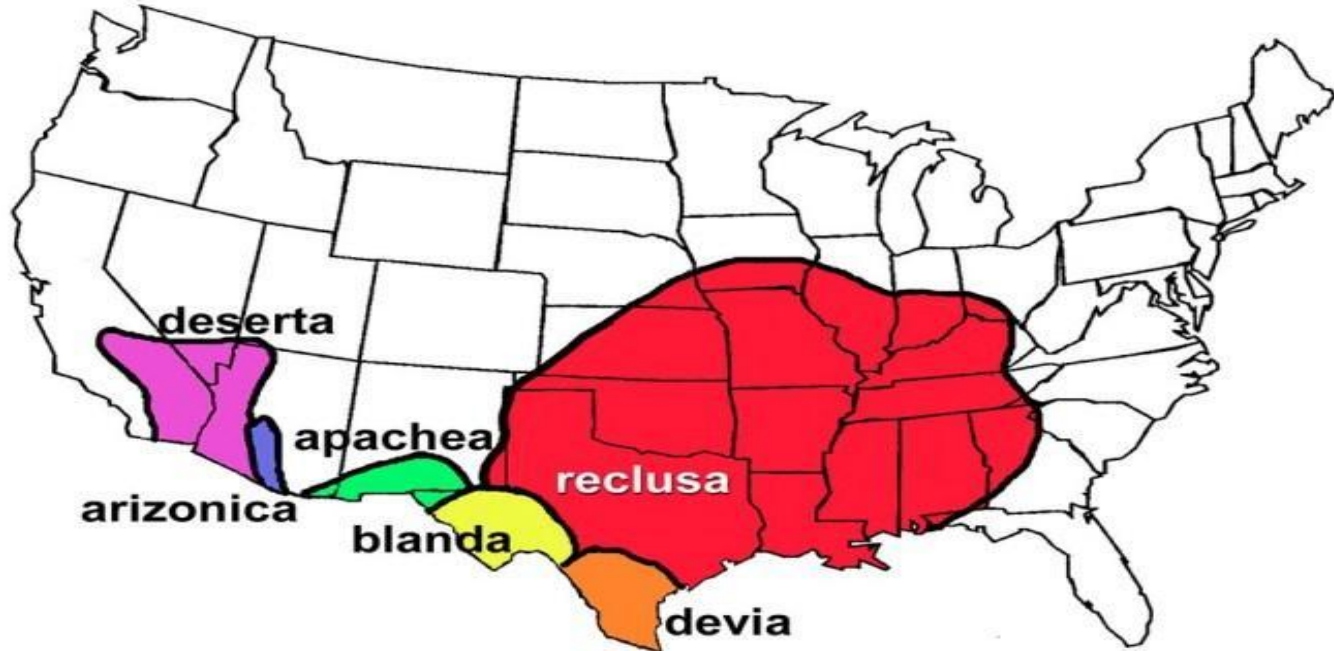 deserta
apachea
reclusa
arizonica
blanda
devia